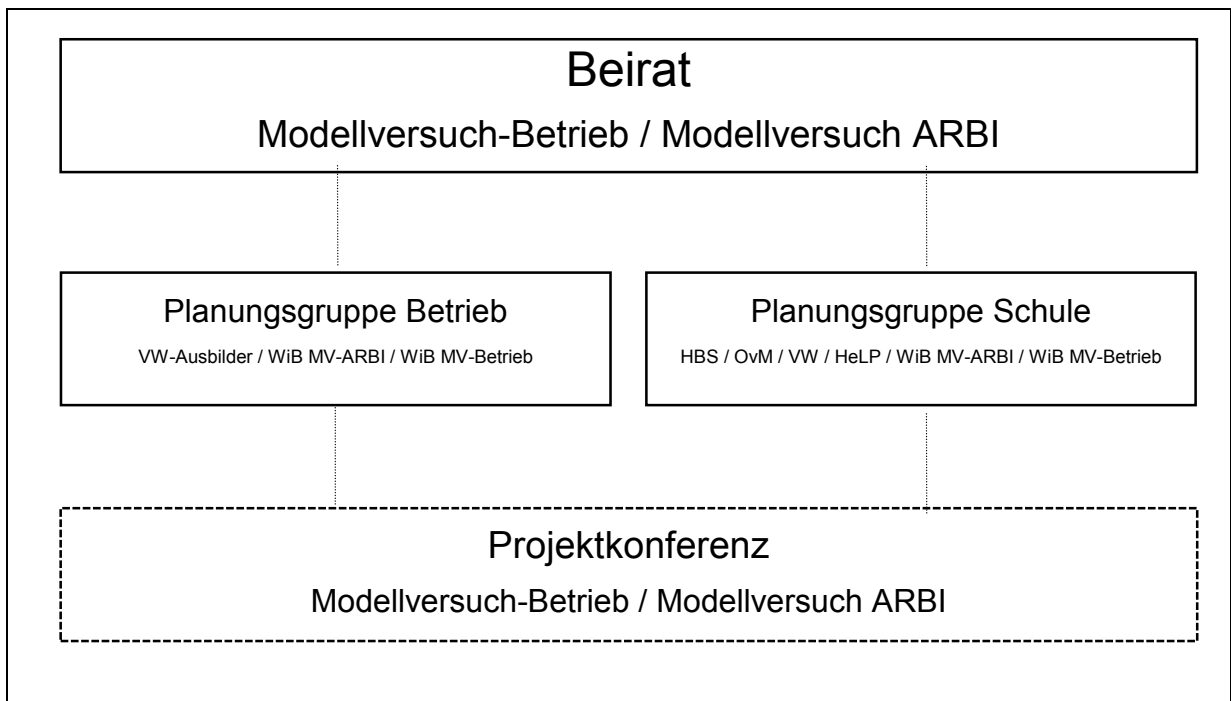 Beirat
Modellversuch-Betrieb / Modellversuch ARBI
Planungsgruppe Betrieb
VW-Ausbilder / WiB MV-ARBI / WiB MV-Betrieb
Planungsgruppe Schule
HBS / OvM / VW / HeLP / WiB MV-ARBI / WiB MV-Betrieb
Projektkonferenz
Modellversuch-Betrieb / Modellversuch ARBI